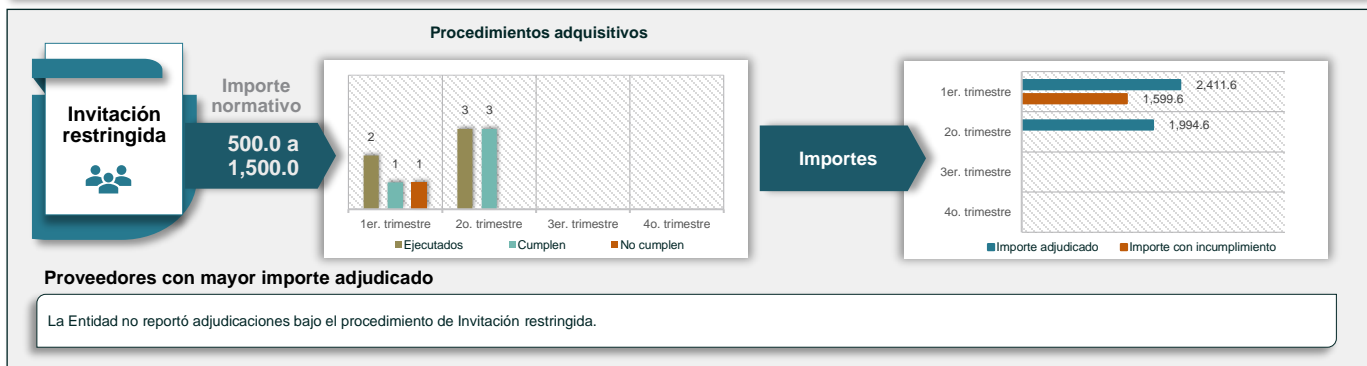 Procedimientos adquisitivos
Invitación
restringida
Importe
normativo
500.0 a
1,500.0
2
1
1
3
3
1er. trimestre
2o. trimestre
3er. trimestre
4o. trimestre
Ejecutados
Cumplen
No cumplen
Importes
1er. trimestre
2,411.6
1,599.6
2o. trimestre
1,994.6
3er. trimestre
4o. trimestre
Importe adjudicado
Importe con incumplimiento
Proveedores con mayor importe adjudicado
La Entidad no reportó adjudicaciones bajo el procedimiento de Invitación restringida.